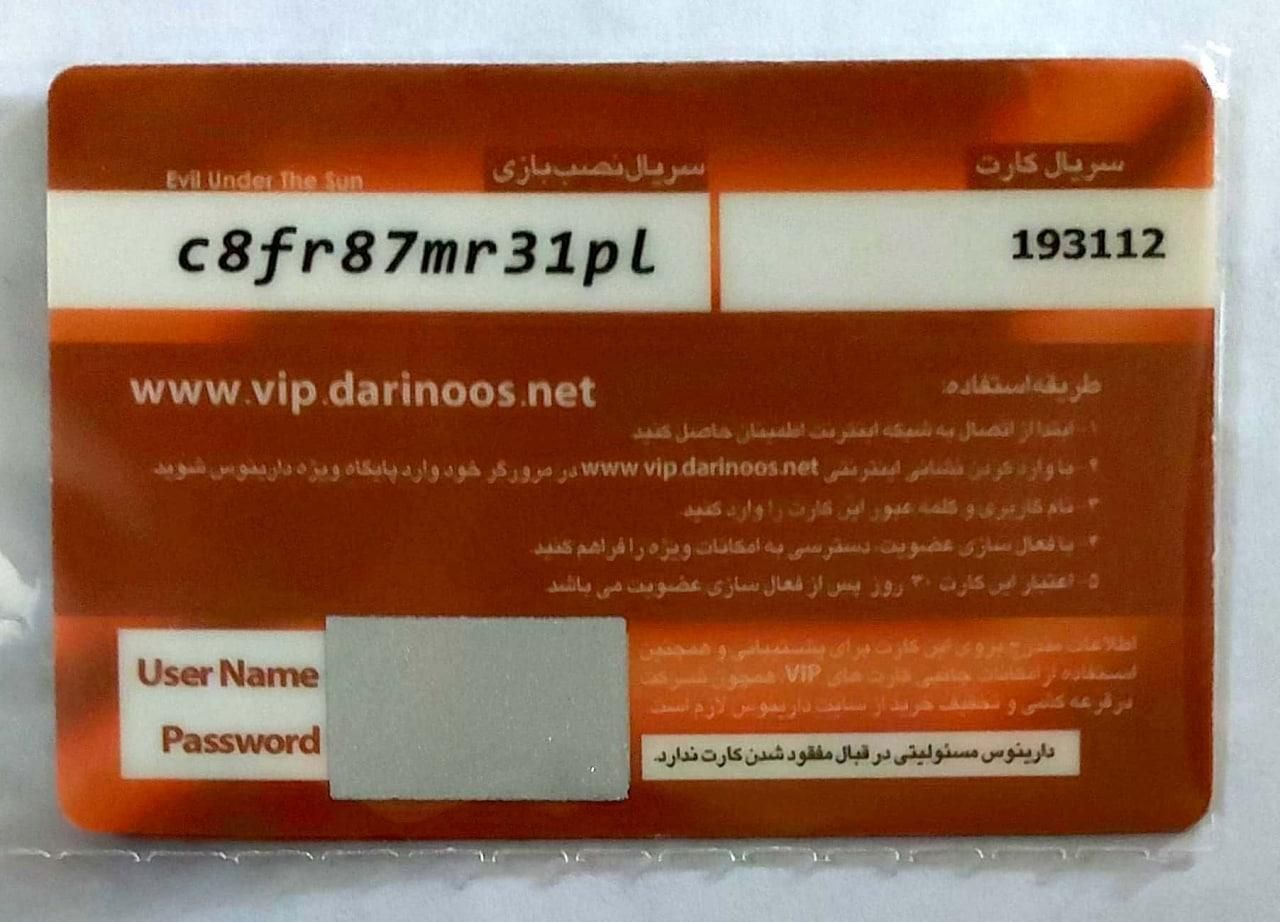 سریال کارت
193112
سریال نصب بازی
Evil Under The Sun
c8fr87mr31pl
www.vip.darinoos.net
طریقه استفاده:
۱- ابتدا از اتصال به شبکه اینترنت اطمینان حاصل کنید
۲- با وارد کردن نشانی اینترنتی www.vip.darinoos.net در مرورگر خود وارد پایگاه ویژه دارینوس شوید
۳- نام کاربری و کلمه عبور این کارت را وارد کنید
۴- با فعال سازی عضویت، دسترسی به امکانات ویژه را فراهم کنید
۵- اعتبار این کارت ۳۰ روز پس از فعال سازی عضویت می باشد
User Name
Password
اطلاعات مندرج بر روی این کارت برای پشتیبانی و همچنین
استفاده از امکانات جانبی کارت های VIP همچون شرکت
در قرعه کشی و تخفیف خرید از سایت دارینوس لازم است
دارینوس مسئولیتی در قبال مفقود شدن کارت ندارد.